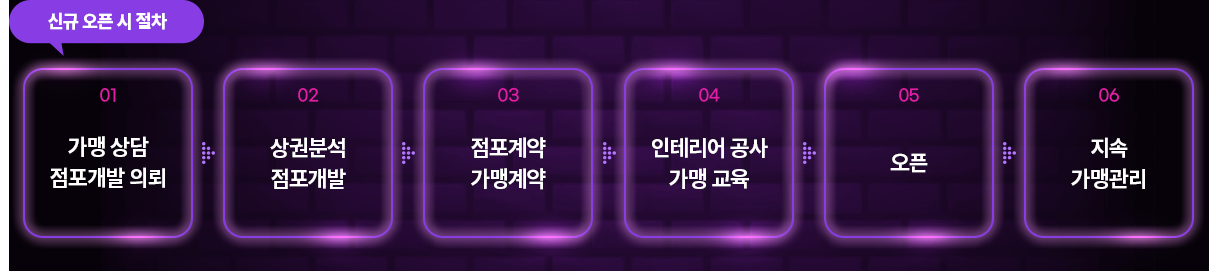 신규 오픈 시 절차
01
가맹 상담
점포개발 의뢰
02
상권분석
점포개발
03
점포계약
가맹계약
04
인테리어 공사
가맹 교육
05
오픈
06
지속
가맹관리